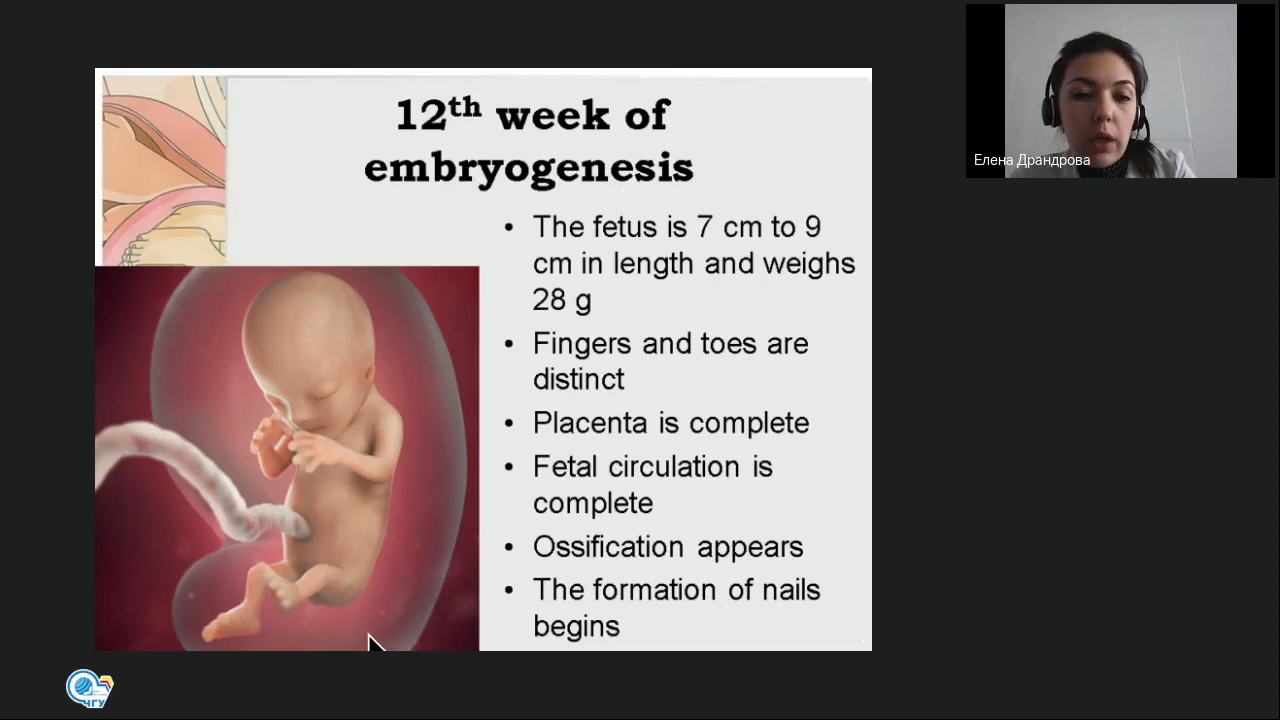 12th week of
embryogenesis
• The fetus is 7 cm to 9
cm in length and weighs
28 g
• Fingers and toes are
distinct
• Placenta is complete
• Fetal circulation is
complete
• Ossification appears
• The formation of nails
begins
Елена Драндрова
ЧГУ